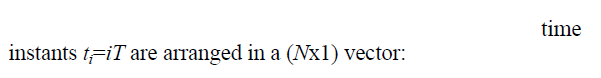 time
instants tᵢ=iT are arranged in a (Nx1) vector: